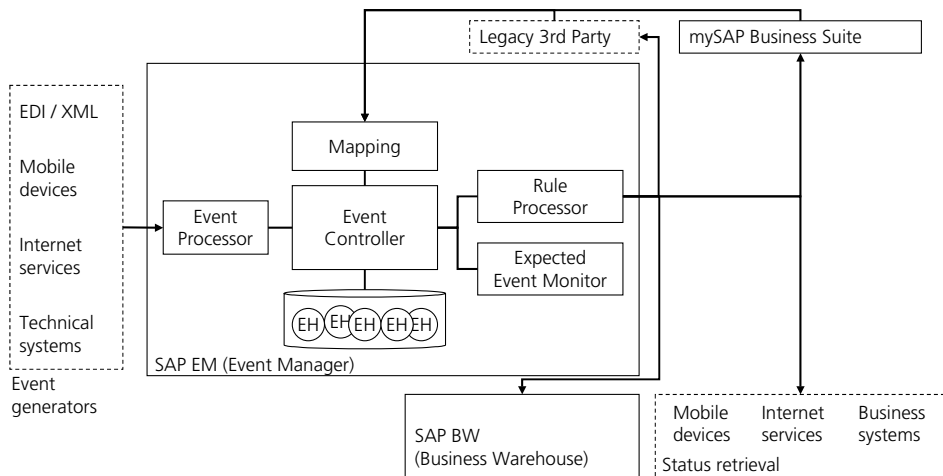 Legacy 3rd Party
mySAP Business Suite
EDI / XML
Mobile
devices
Internet
services
Technical
systems
Event
generators
Mapping
Event
Processor
Event
Controller
Rule
Processor
Expected
Event Monitor
EH
EH
EH
EH
EH
SAP EM (Event Manager)
SAP BW
(Business Warehouse)
Mobile
devices
Internet
services
Business
systems
Status retrieval